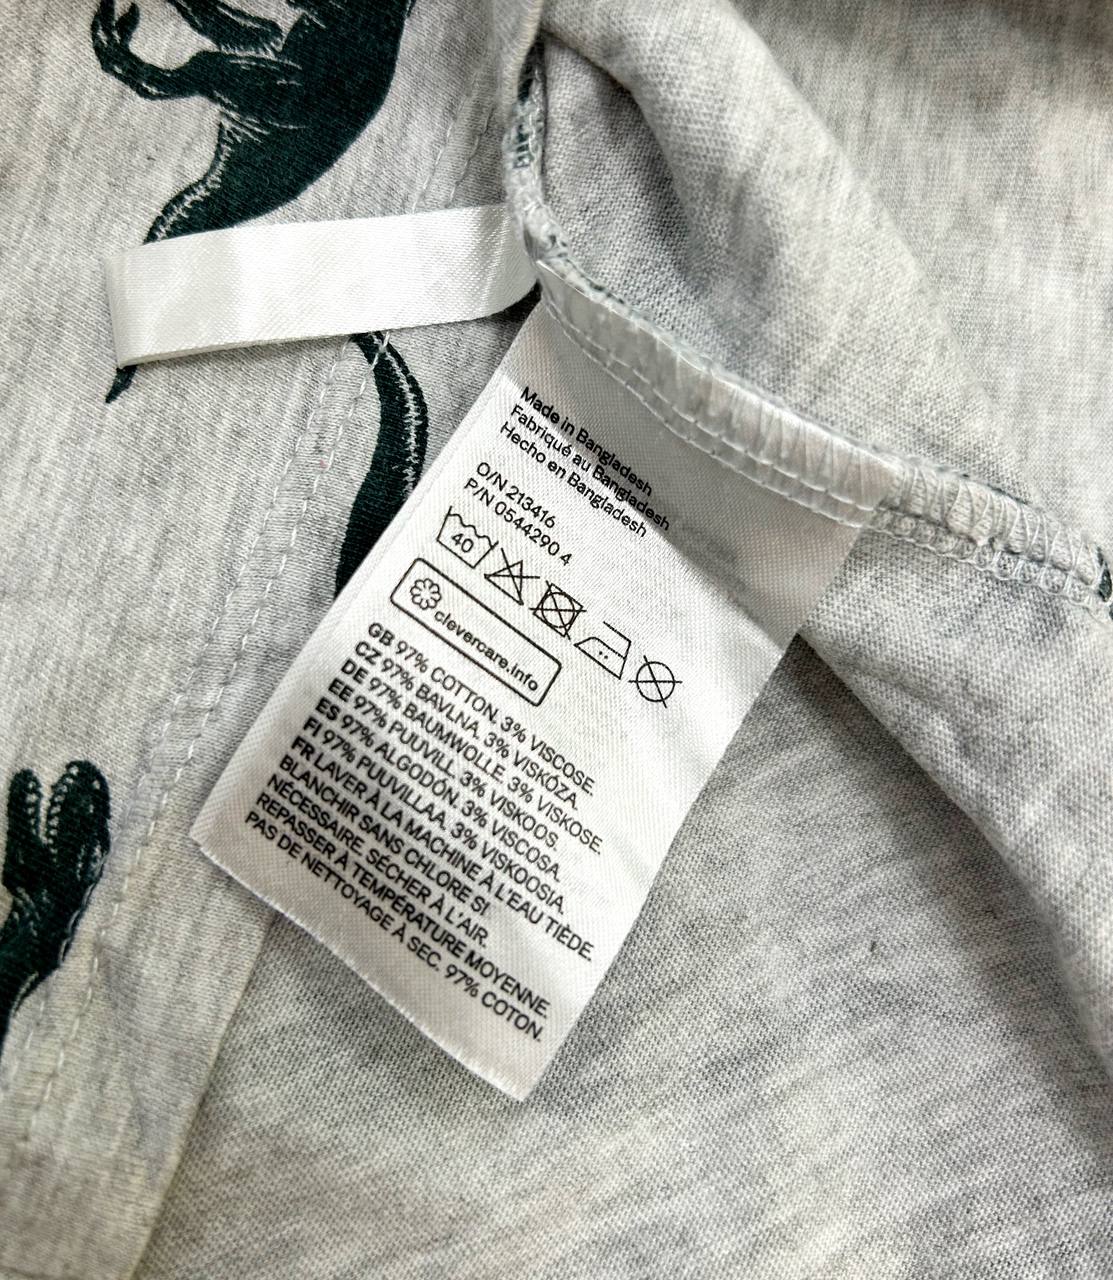 Made in Bangladesh
Fabriqué au Bangladesh
Hecho en Bangladesh
O/N 213416
P/N 0544290 4
40
clevercare.info
GB 97% COTTON. 3% VISCOSE.
CZ 97% BAVLNA. 3% VISKÓZA.
DE 97% BAUMWOLLE. 3% VISKOSE.
EE 97% PUUVILL. 3% VISKOOS.
ES 97% ALGODÓN. 3% VISCOSA.
FI 97% PUUVILLAA. 3% VISKOOSIA.
FR LAVER À LA MACHINE À L'EAU TIÈDE.
BLANCHIR SANS CHLORE SI
NÉCESSAIRE. SÉCHER À L'AIR.
REPASSER À TEMPÉRATURE MOYENNE.
PAS DE NETTOYAGE À SEC. 97% COTON.